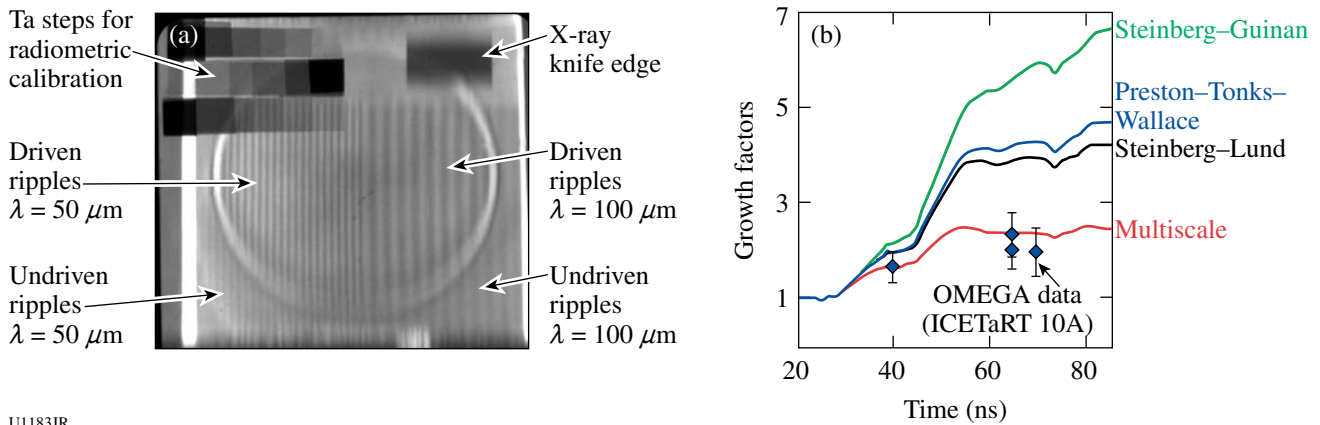 Ta steps for
radiometric
calibration
(a)
X-ray
knife edge
Driven
ripples
λ = 50 μm
Driven
ripples
λ = 100 μm
Undriven
ripples
λ = 50 μm
Undriven
ripples
λ = 100 μm
U1183JR
(b)
Growth factors
7
5
3
1
20
40
60
80
Time (ns)
Steinberg–Guinan
Preston–Tonks–
Wallace
Steinberg–Lund
Multiscale
OMEGA data
(ICETaRT 10A)